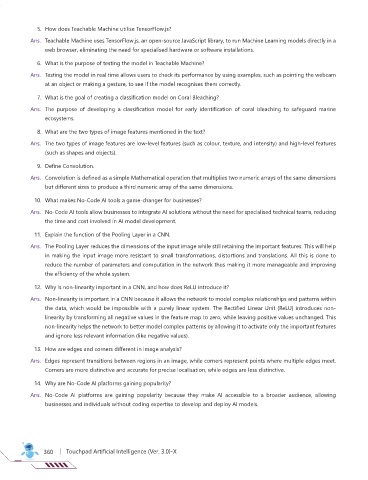 5. How does Teachable Machine utilise TensorFlow.js?
Ans. Teachable Machine uses TensorFlow.js, an open-source JavaScript library, to run Machine Learning models directly in a
web browser, eliminating the need for specialised hardware or software installations.
6. What is the purpose of testing the model in Teachable Machine?
Ans. Testing the model in real time allows users to check its performance by using examples, such as pointing the webcam
at an object or making a gesture, to see if the model recognises them correctly.
7. What is the goal of creating a classification model on Coral Bleaching?
Ans. The purpose of developing a classification model for early identification of coral bleaching to safeguard marine
ecosystems.
8. What are the two types of image features mentioned in the text?
Ans. The two types of image features are low-level features (such as colour, texture, and intensity) and high-level features
(such as shapes and objects).
9. Define Convolution.
Ans. Convolution is defined as a simple Mathematical operation that multiplies two numeric arrays of the same dimensions
but different sizes to produce a third numeric array of the same dimensions.
10. What makes No-Code AI tools a game-changer for businesses?
Ans. No-Code AI tools allow businesses to integrate AI solutions without the need for specialised technical teams, reducing
the time and cost involved in AI model development.
11. Explain the function of the Pooling Layer in a CNN.
Ans. The Pooling Layer reduces the dimensions of the input image while still retaining the important features. This will help
in making the input image more resistant to small transformations, distortions and translations. All this is done to
reduce the number of parameters and computation in the network thus making it more manageable and improving
the efficiency of the whole system.
12. Why is non-linearity important in a CNN, and how does ReLU introduce it?
Ans. Non-linearity is important in a CNN because it allows the network to model complex relationships and patterns within
the data, which would be impossible with a purely linear system. The Rectified Linear Unit (ReLU) introduces non-
linearity by transforming all negative values in the feature map to zero, while leaving positive values unchanged. This
non-linearity helps the network to better model complex patterns by allowing it to activate only the important features
and ignore less relevant information (like negative values).
13. How are edges and corners different in image analysis?
Ans. Edges represent transitions between regions in an image, while corners represent points where multiple edges meet.
Corners are more distinctive and accurate for precise localisation, while edges are less distinctive.
14. Why are No-Code AI platforms gaining popularity?
Ans. No-Code AI platforms are gaining popularity because they make AI accessible to a broader audience, allowing
businesses and individuals without coding expertise to develop and deploy AI models.
360 | Touchpad Artificial Intelligence (Ver. 3.0)-X